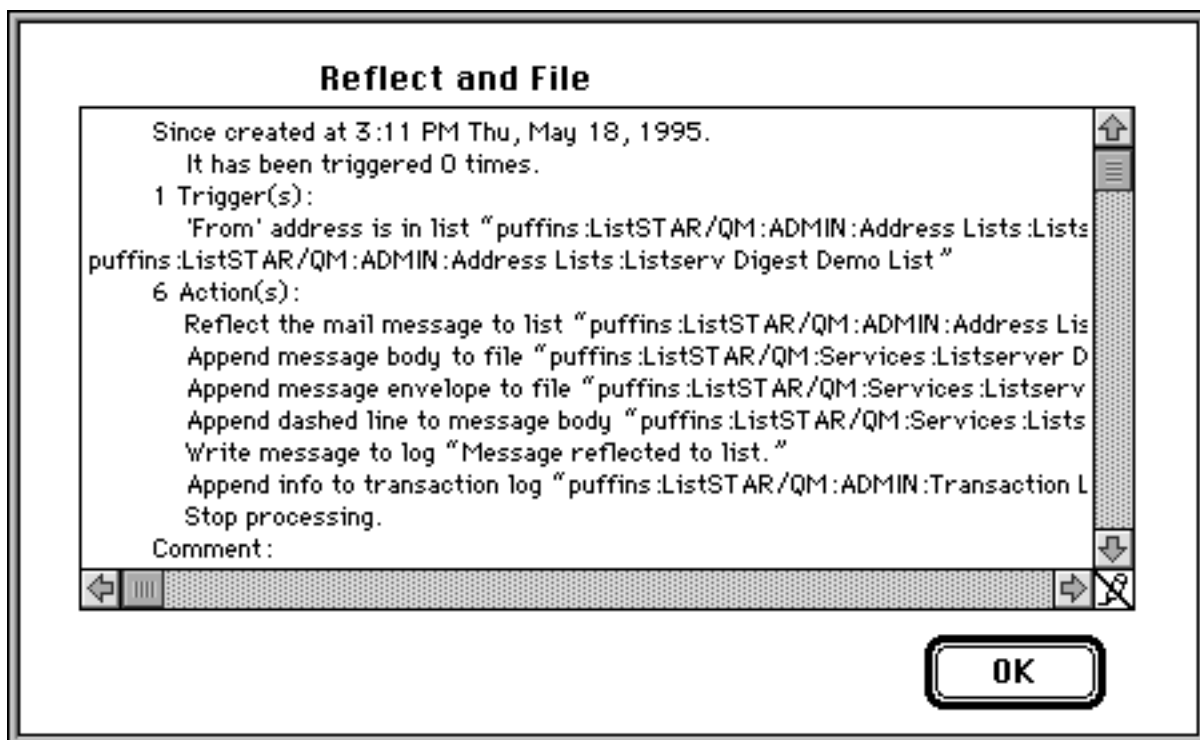 Reflect and File
Since created at 3:11 PM Thu, May 18, 1995.
It has been triggered 0 times.
1 Trigger(s):
'From' address is in list "puffins:ListSTAR/QM:ADMIN:Address Lists:Lists
puffins:ListSTAR/QM:ADMIN:Address Lists:Listserv Digest Demo List"
6 Action(s):
Reflect the mail message to list "puffins:ListSTAR/QM:ADMIN:Address Lis
Append message body to file "puffins:ListSTAR/QM:Services:Listserver D
Append message envelope to file "puffins:ListSTAR/QM:Services:Listserv
Append dashed line to message body "puffins:ListSTAR/QM:Services:Lists
Write message to log "Message reflected to list."
Append info to transaction log "puffins:ListSTAR/QM:ADMIN:Transaction L
Stop processing.
Comment:
OK